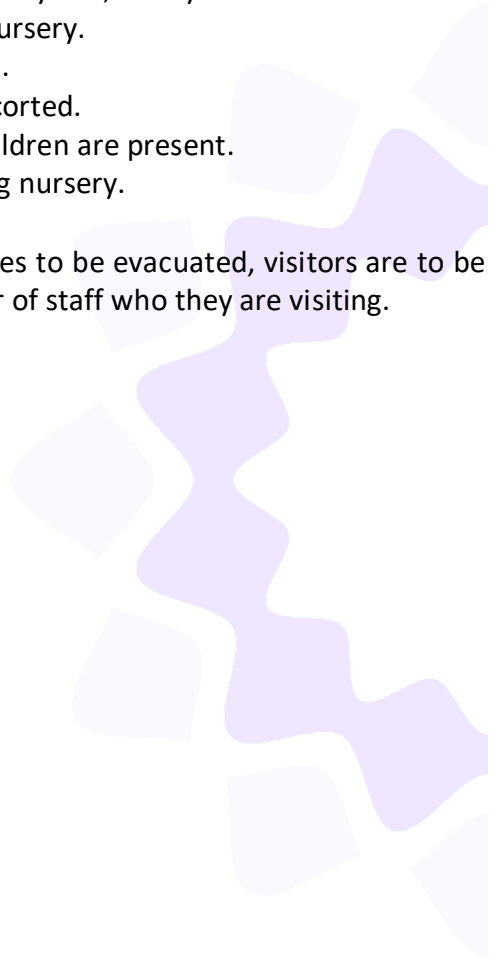 nursery.
.
corted.
ildren are present.
g nursery.
es to be evacuated, visitors are to be
r of staff who they are visiting.